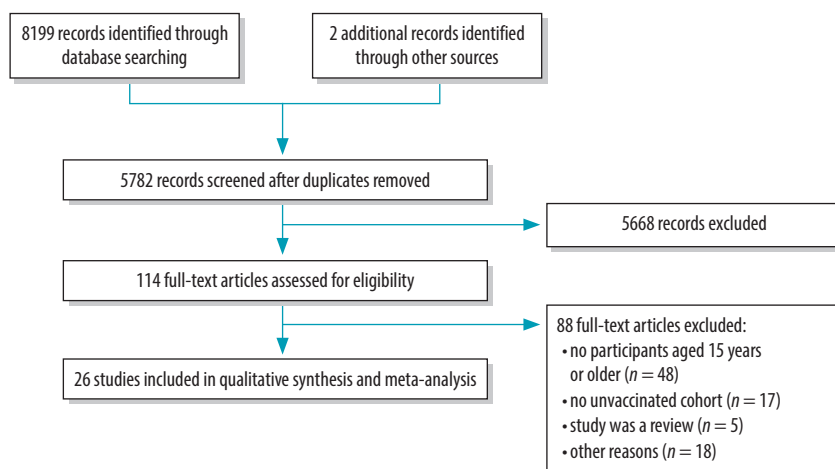 8199 records identified through
database searching
2 additional records identified
through other sources
5782 records screened after duplicates removed
5668 records excluded
114 full-text articles assessed for eligibility
88 full-text articles excluded:
• no participants aged 15 years
or older (n = 48)
• no unvaccinated cohort (n = 17)
• study was a review (n = 5)
• other reasons (n = 18)
26 studies included in qualitative synthesis and meta-analysis